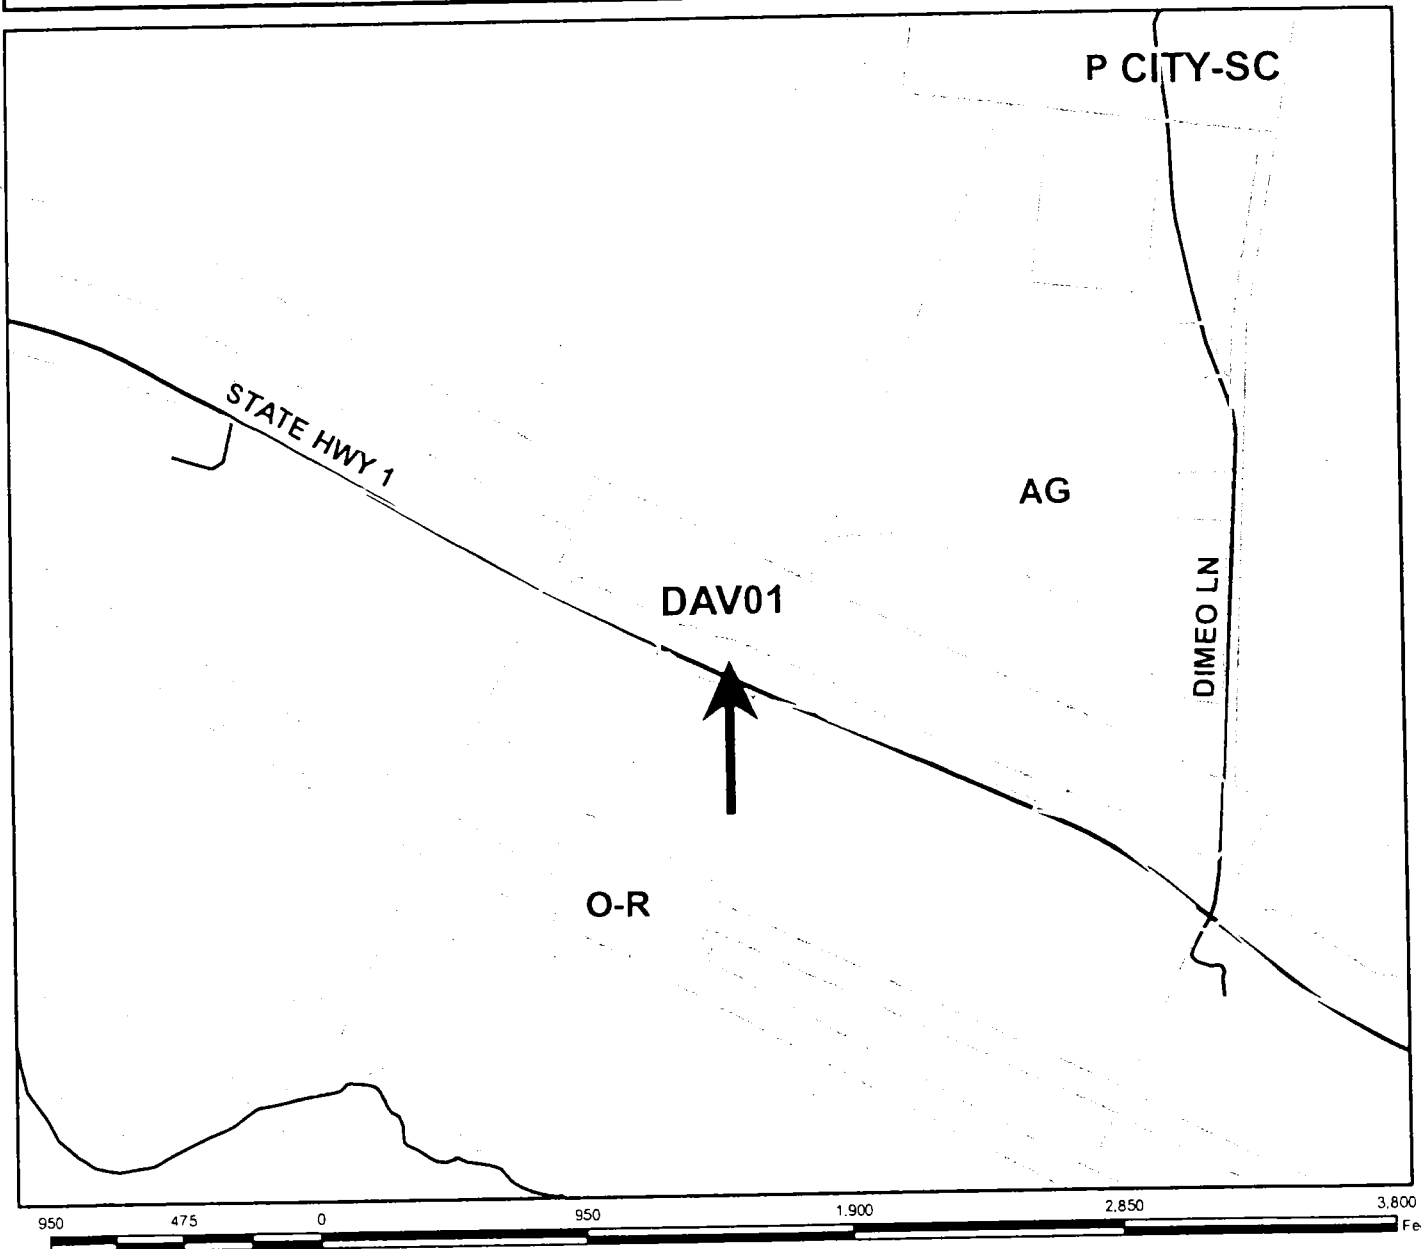 P CITY-SC
STATE HWY 1
AG
DIMEO LN
DAV01
O-R
950 475 0 950 1.900 2.850 3.800